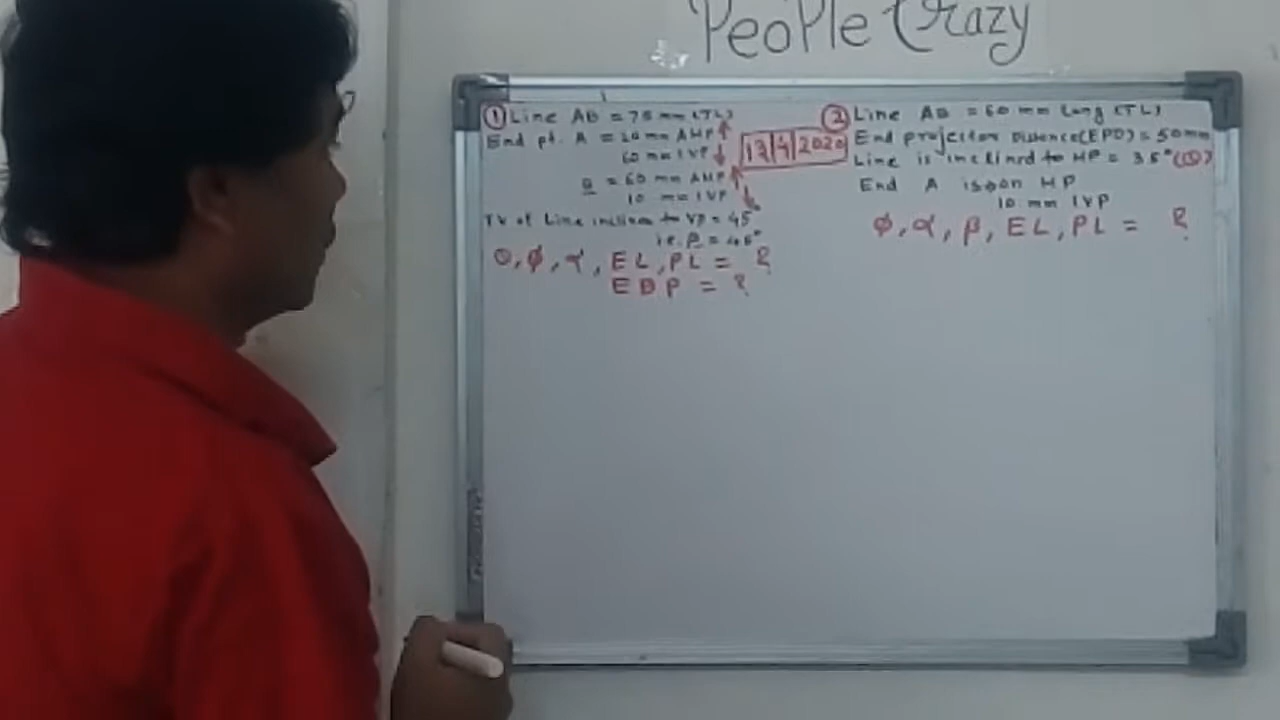 People Crazy
① Line AB = 75 mm (TL)
End pt. A = 20 mm AHP ↑
60 mm IVP ↓
B = 60 mm AHP ↑
10 mm IVP ↓
TV of Line inclined to VP = 45°
i.e. β = 45°
θ, φ, α, EL, PL = ?
EDP = ?
17/4/2020
② Line AB = 60 mm Long (TL)
End projector Distance (EPD) = 50 mm
Line is inclined to HP = 35° (θ)
End A is on HP
10 mm IVP
φ, α, β, EL, PL = ?